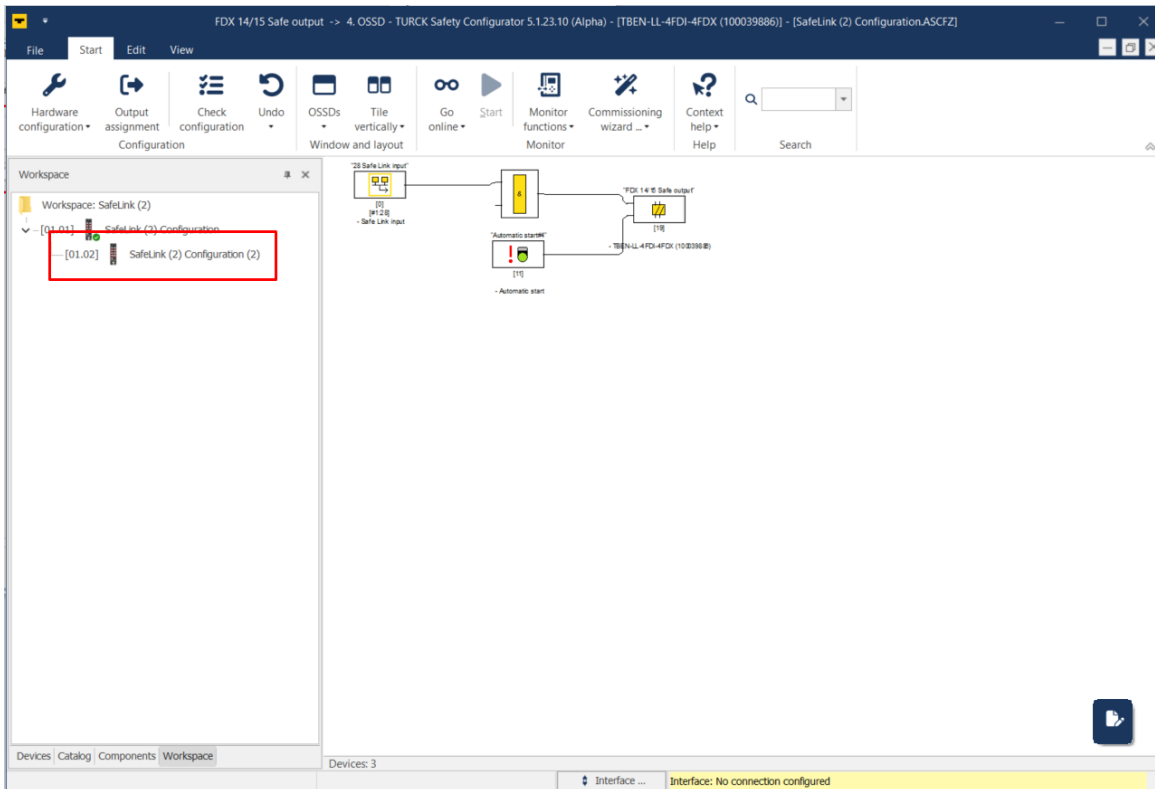 FDX 14/15 Safe output -> 4. OSSD - TURCK Safety Configurator 5.1.23.10 (Alpha) - [TBEN-LL-4FDI-4FDX (100039886)] - [SafeLink (2) Configuration.ASCFZ]
File Start Edit View
Hardware configuration
Output assignment
Check configuration
Undo
OSSDs
Tile vertically
Go online
Start
Monitor functions
Commissioning wizard ...
Context help
Configuration
Window and layout
Monitor
Help
Search
Workspace
Workspace: SafeLink (2)
[01.01] SafeLink (2) Configuration
[01.02] SafeLink (2) Configuration (2)
"28 Safe Link input"
[0]
[#128]
- Safe Link input
&
"FDX 14/15 Safe output"
[19]
- TBEN-LL-4FDI-4FDX (100039886)
"Automatic start#4"
[11]
- Automatic start
Devices Catalog Components Workspace
Devices: 3
Interface ...
Interface: No connection configured